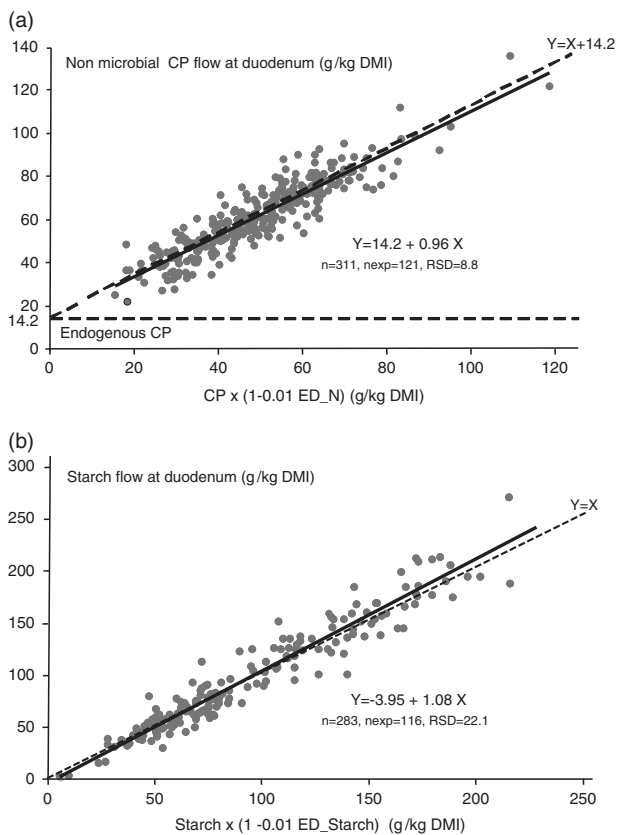 (a)
140
Non microbial CP flow at duodenum (g/kg DMI)
Y=X+14.2
120
100
80
60
Y=14.2 + 0.96 X
40
n=311, nexp=121, RSD=8.8
20
14.2
Endogenous CP
0
0 20 40 60 80 100 120
CP x (1-0.01 ED_N) (g/kg DMI)
(b)
300
Starch flow at duodenum (g/kg DMI)
250
Y=X
200
150
100
Y=-3.95 + 1.08 X
50
n=283, nexp=116, RSD=22.1
0
0 50 100 150 200 250
Starch x (1 -0.01 ED_Starch) (g/kg DMI)